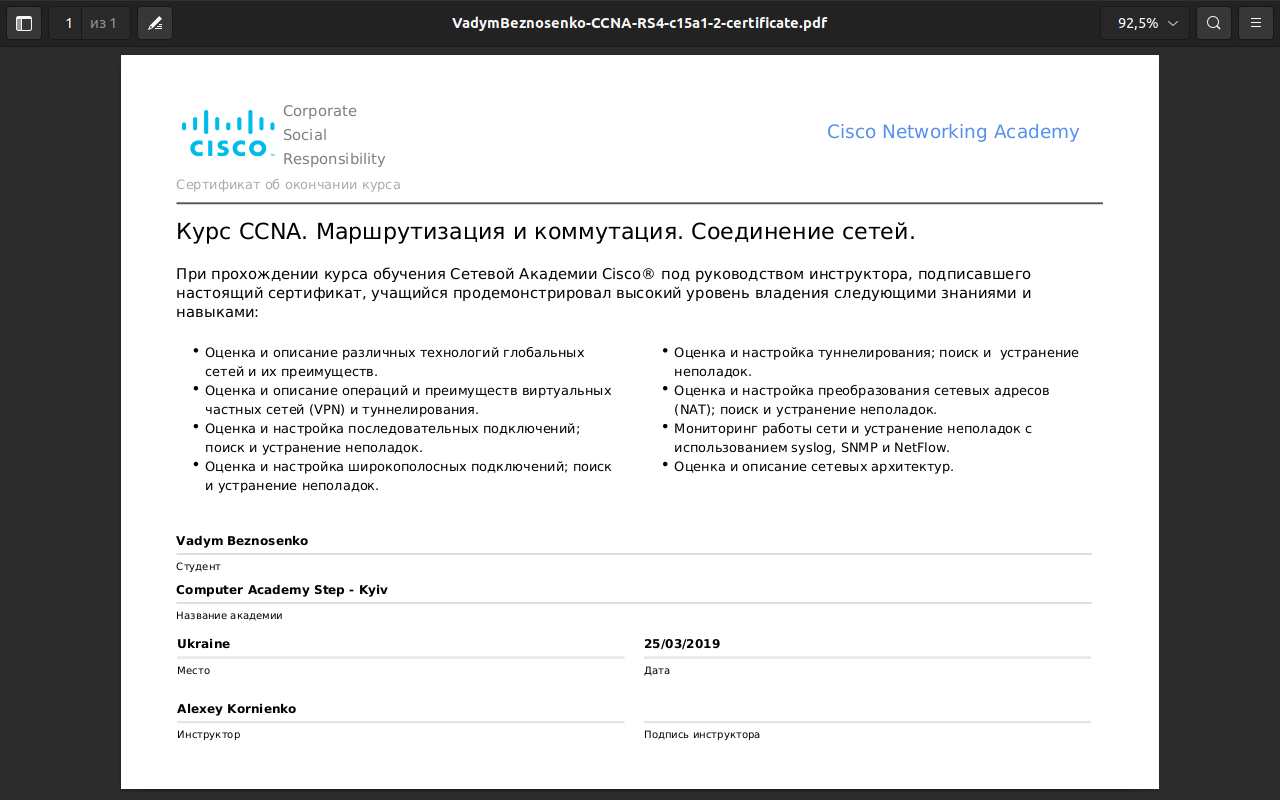 1 из 1
VadymBeznosenko-CCNA-RS4-c15a1-2-certificate.pdf
92,5%
CISCO
Corporate
Social
Responsibility
Cisco Networking Academy
Сертификат об окончании курса
Курс CCNA. Маршрутизация и коммутация. Соединение сетей.
При прохождении курса обучения Сетевой Академии Cisco® под руководством инструктора, подписавшего
настоящий сертификат, учащийся продемонстрировал высокий уровень владения следующими знаниями и
навыками:
• Оценка и описание различных технологий глобальных
сетей и их преимуществ.
• Оценка и описание операций и преимуществ виртуальных
частных сетей (VPN) и туннелирования.
• Оценка и настройка последовательных подключений;
поиск и устранение неполадок.
• Оценка и настройка широкополосных подключений; поиск
и устранение неполадок.
• Оценка и настройка туннелирования; поиск и  устранение
неполадок.
• Оценка и настройка преобразования сетевых адресов
(NAT); поиск и устранение неполадок.
• Мониторинг работы сети и устранение неполадок с
использованием syslog, SNMP и NetFlow.
• Оценка и описание сетевых архитектур.
Vadym Beznosenko
Студент
Computer Academy Step - Kyiv
Название академии
Ukraine
Место
25/03/2019
Дата
Alexey Kornienko
Инструктор
Подпись инструктора